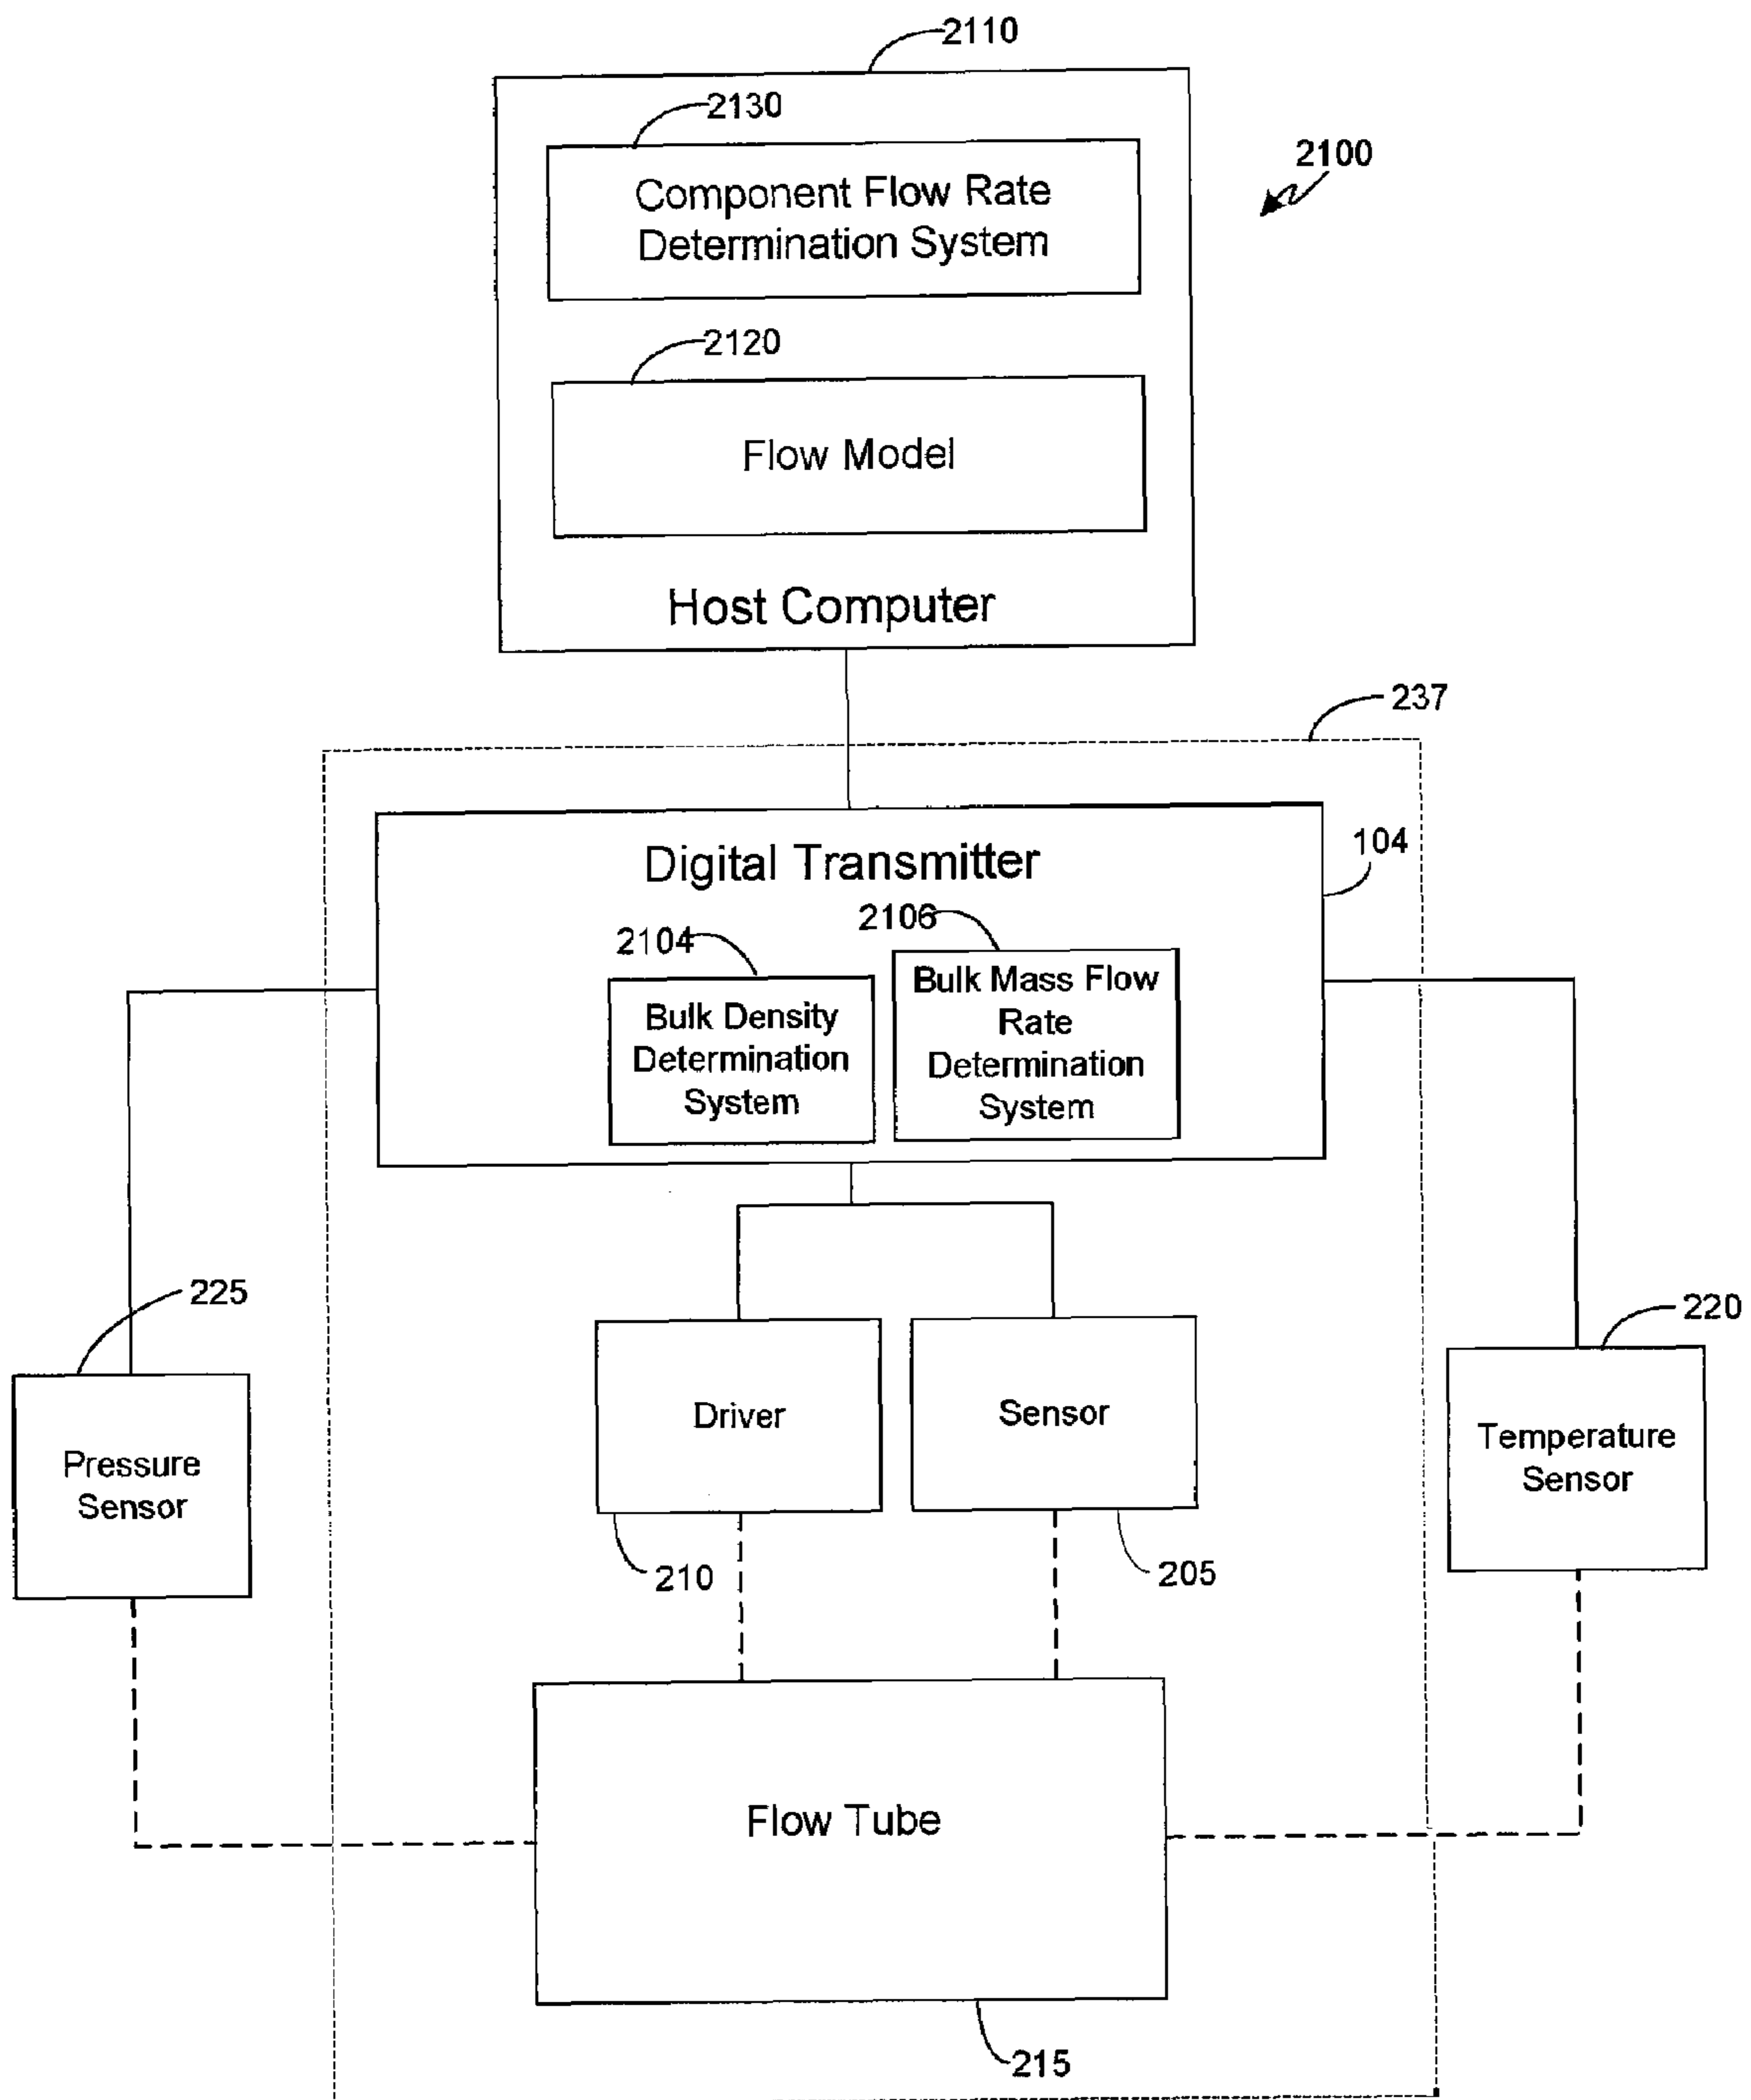 2110
2130
2100
Component Flow Rate
Determination System
2120
Flow Model
Host Computer
237
Digital Transmitter
104
2106
2104
Bulk Mass Flow
Rate
Determination
System
Bulk Density
Determination
System
225
220
Driver
Sensor
Pressure
Sensor
Temperature
Sensor
210
205
Flow Tube
215